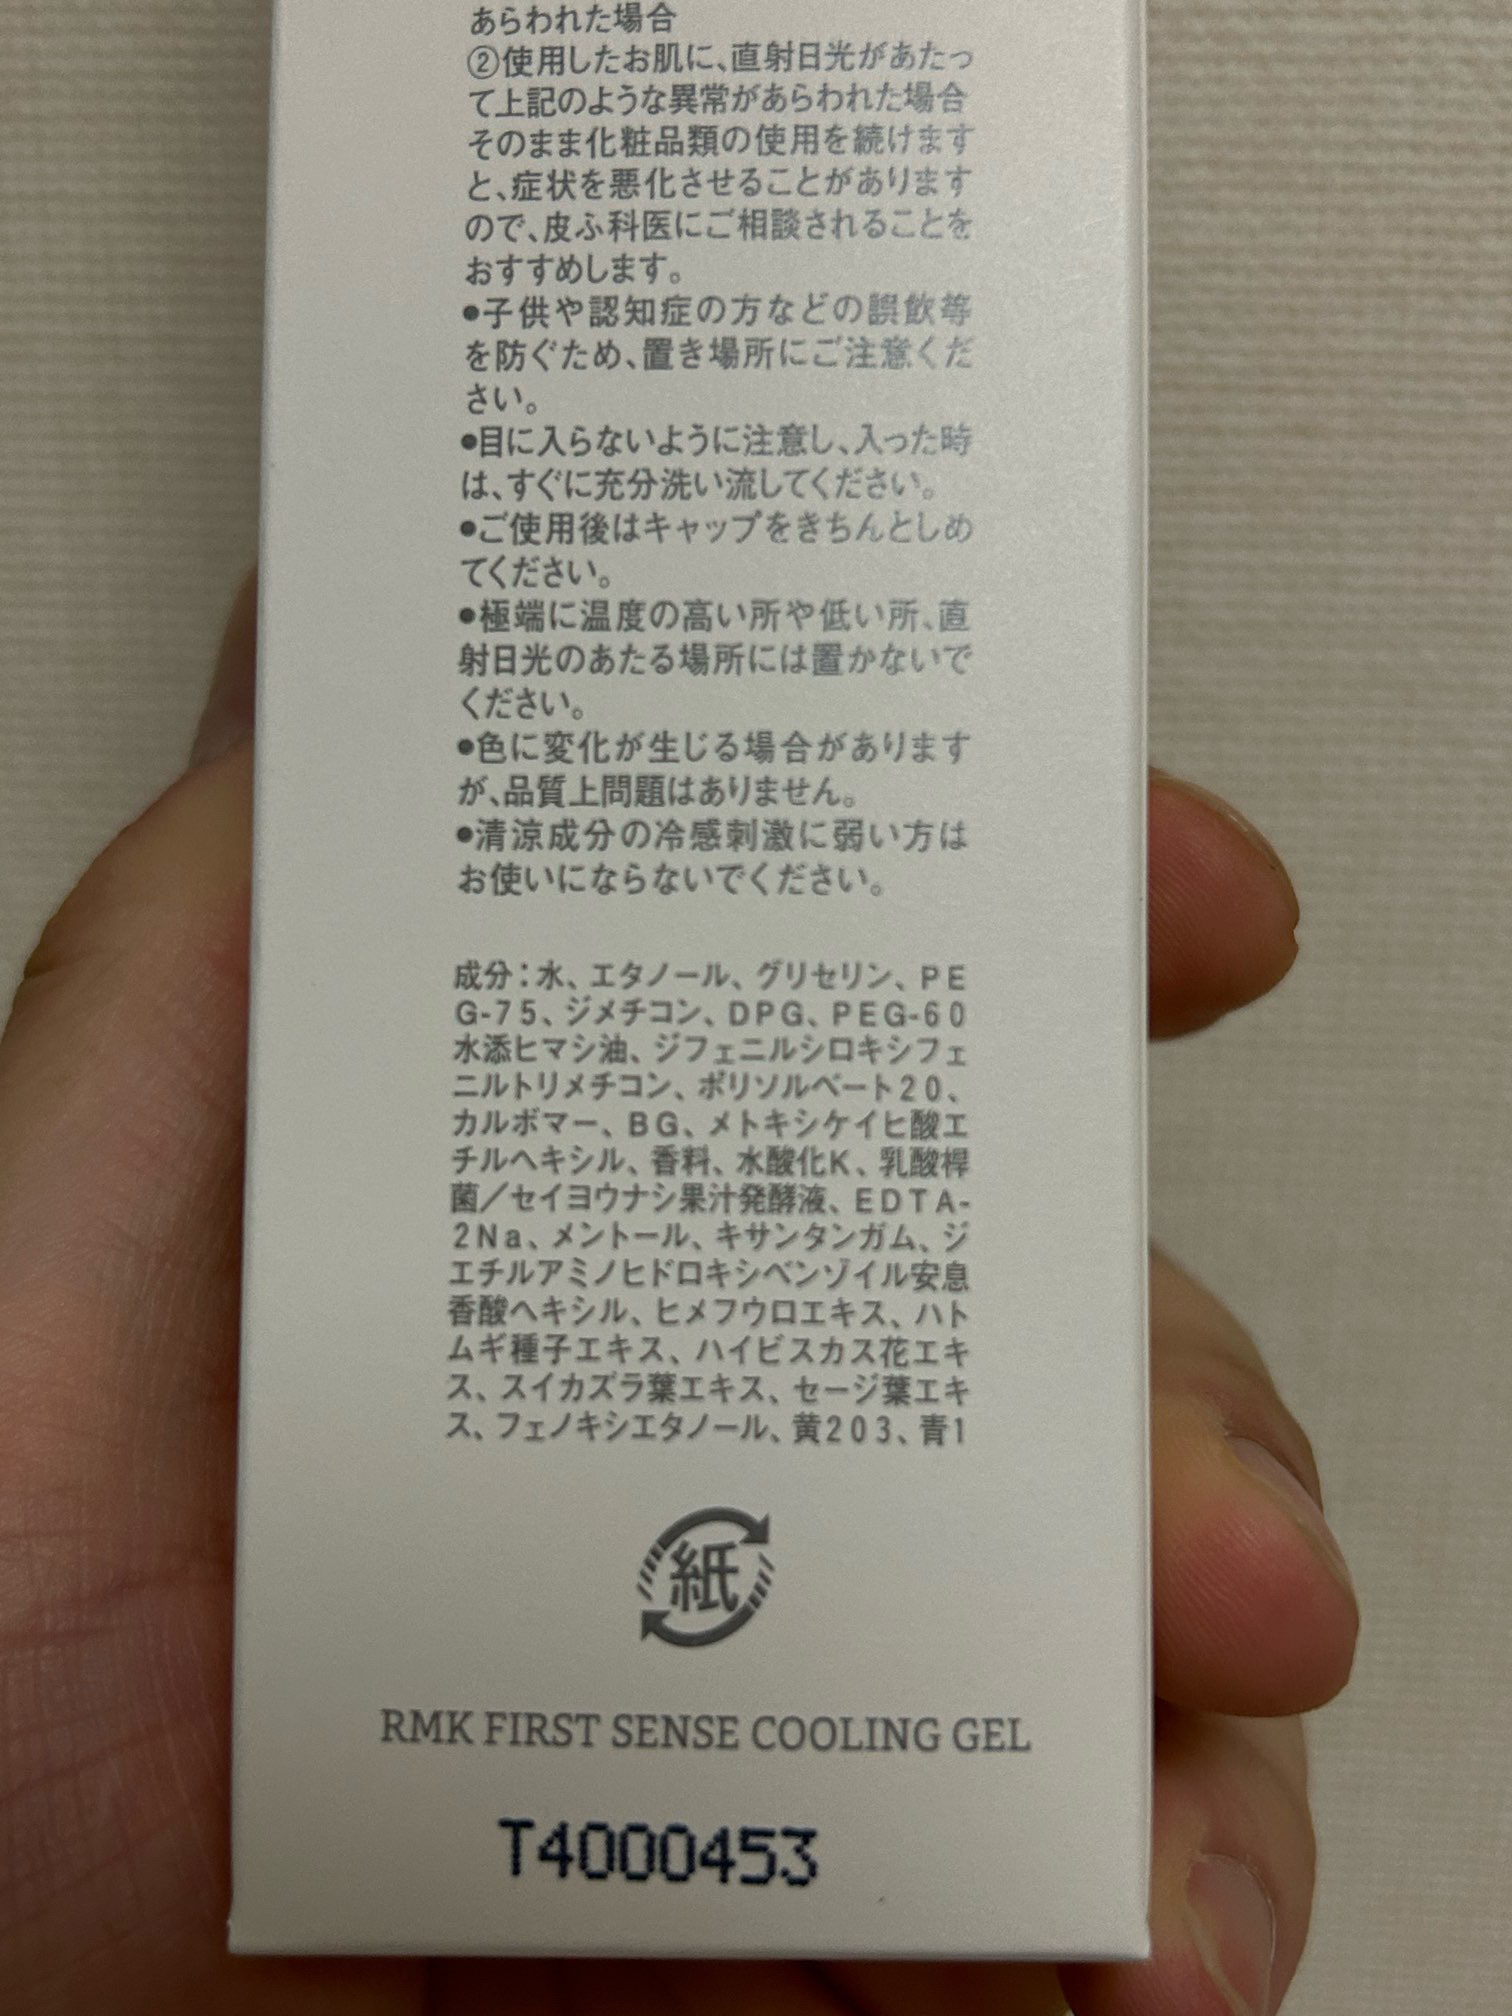 あらわれた場合
②使用したお肌に、直射日光があたっ
て上記のような異常があらわれた場合
そのまま化粧品類の使用を続けます
と、症状を悪化させることがあります
ので、皮ふ科医にご相談されることを
おすすめします。
●子供や認知症の方などの誤飲等
を防ぐため、置き場所にご注意くだ
さい。
●目に入らないように注意し、入った時
は、すぐに充分洗い流してください。
●ご使用後はキャップをきちんとしめ
てください。
●極端に温度の高い所や低い所、直
射日光のあたる場所には置かないで
ください。
●色に変化が生じる場合があります
が、品質上問題はありません。
●清涼成分の冷感刺激に弱い方は
お使いにならないでください。
成分：水、エタノール、グリセリン、PE
G-75、ジメチコン、DPG、PEG-60
水添ヒマシ油、ジフェニルシロキシフェ
ニルトリメチコン、ポリソルベート20、
カルボマー、BG、メトキシケイヒ酸エ
チルヘキシル、香料、水酸化K、乳酸桿
菌／セイヨウナシ果汁発酵液、EDTA-
2Na、メントール、キサンタンガム、ジ
エチルアミノヒドロキシベンゾイル安息
香酸ヘキシル、ヒメフウロエキス、ハト
ムギ種子エキス、ハイビスカス花エキ
ス、スイカズラ葉エキス、セージ葉エキ
ス、フェノキシエタノール、黄203、青1
紙
RMK FIRST SENSE COOLING GEL
T4000453